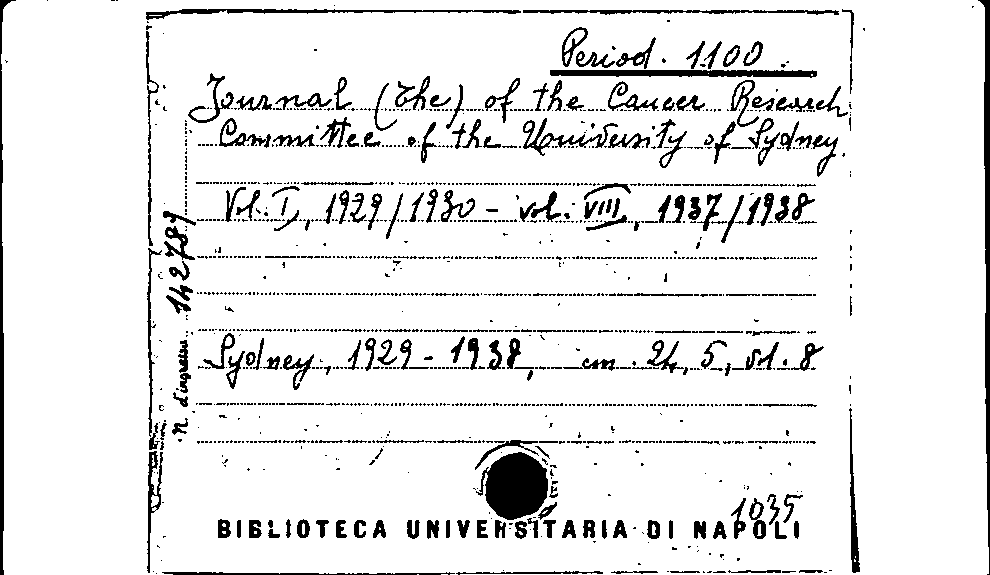 Period. 1100.
Journal (The) of the Cancer Research
Committee of the University of Sydney.
Vol. I, 1929/1930 - vol. VIII, 1937/1938
n. d'ingresso 142789
Sydney, 1929 - 1938, cm. 24,5, vl. 8
1035
BIBLIOTECA UNIVERSITARIA DI NAPOLI